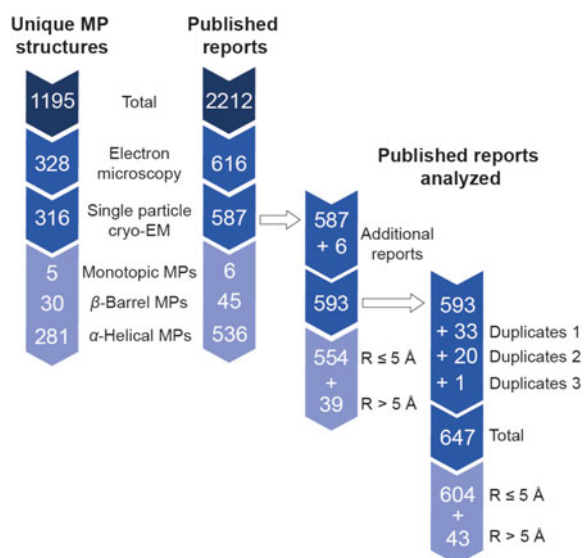 Unique MP
structures
Published
reports
1195
Total
2212
328
Electron
microscopy
616
316
Single particle
cryo-EM
587
5
Monotopic MPs
6
30
β-Barrel MPs
45
281
α-Helical MPs
536
Published reports
analyzed
587
+ 6
Additional
reports
593
554
R ≤ 5 Å
+
39
R > 5 Å
593
+ 33
Duplicates 1
+ 20
Duplicates 2
+ 1
Duplicates 3
647
Total
604
R ≤ 5 Å
+
43
R > 5 Å